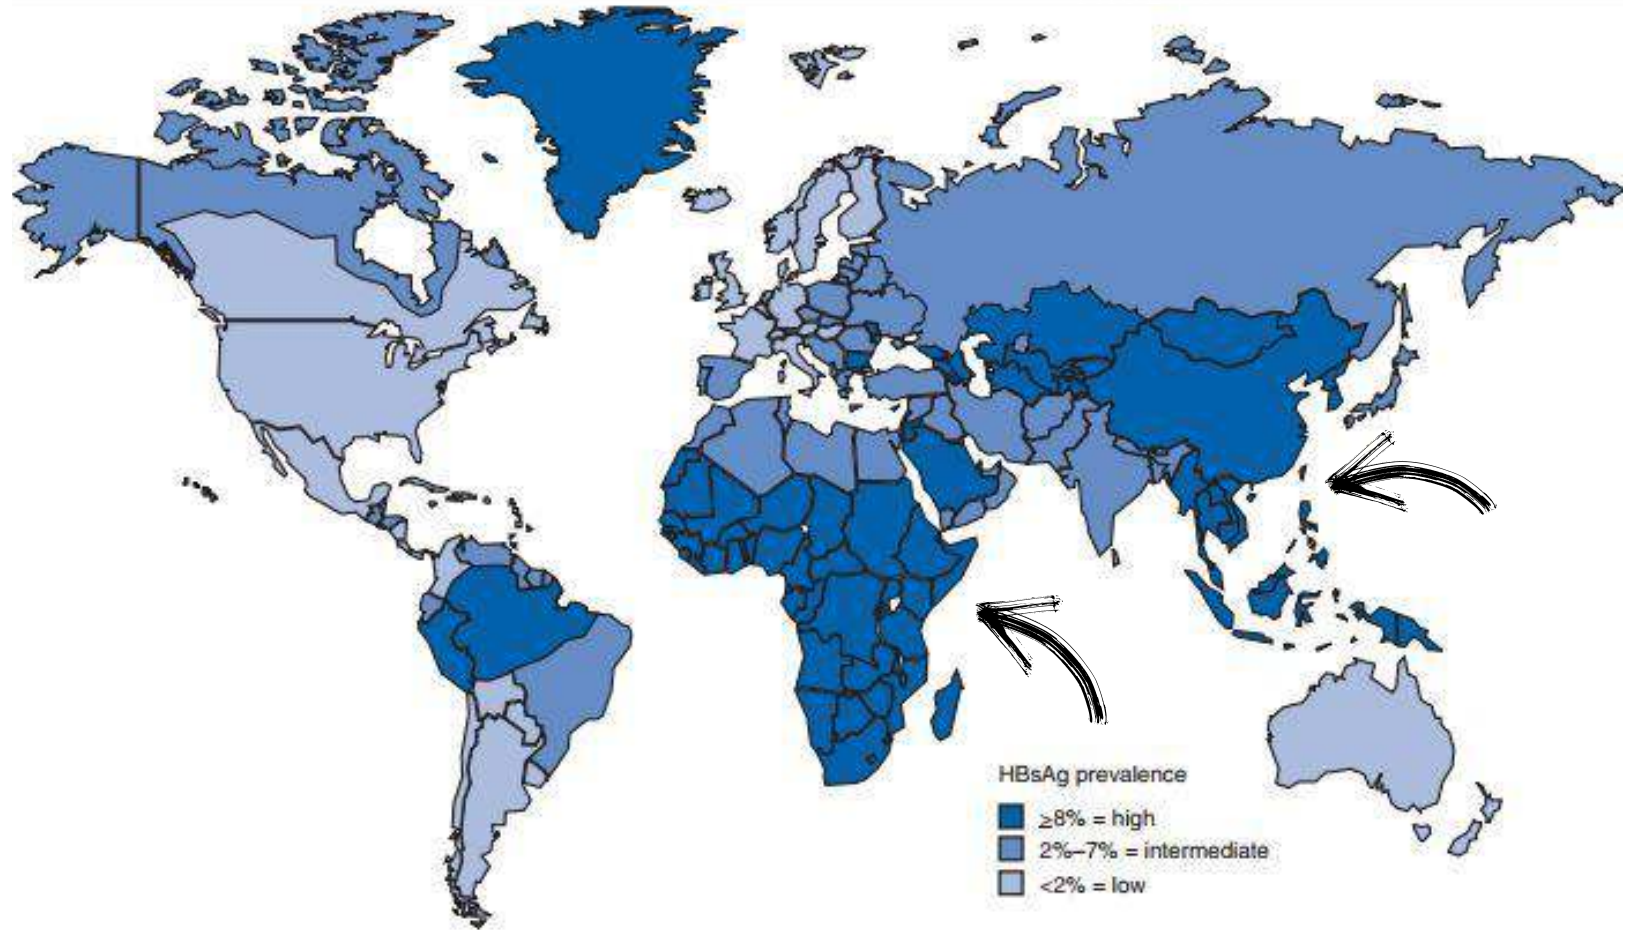 HBsAg prevalence
≥8% = high
2%–7% = intermediate
<2% = low